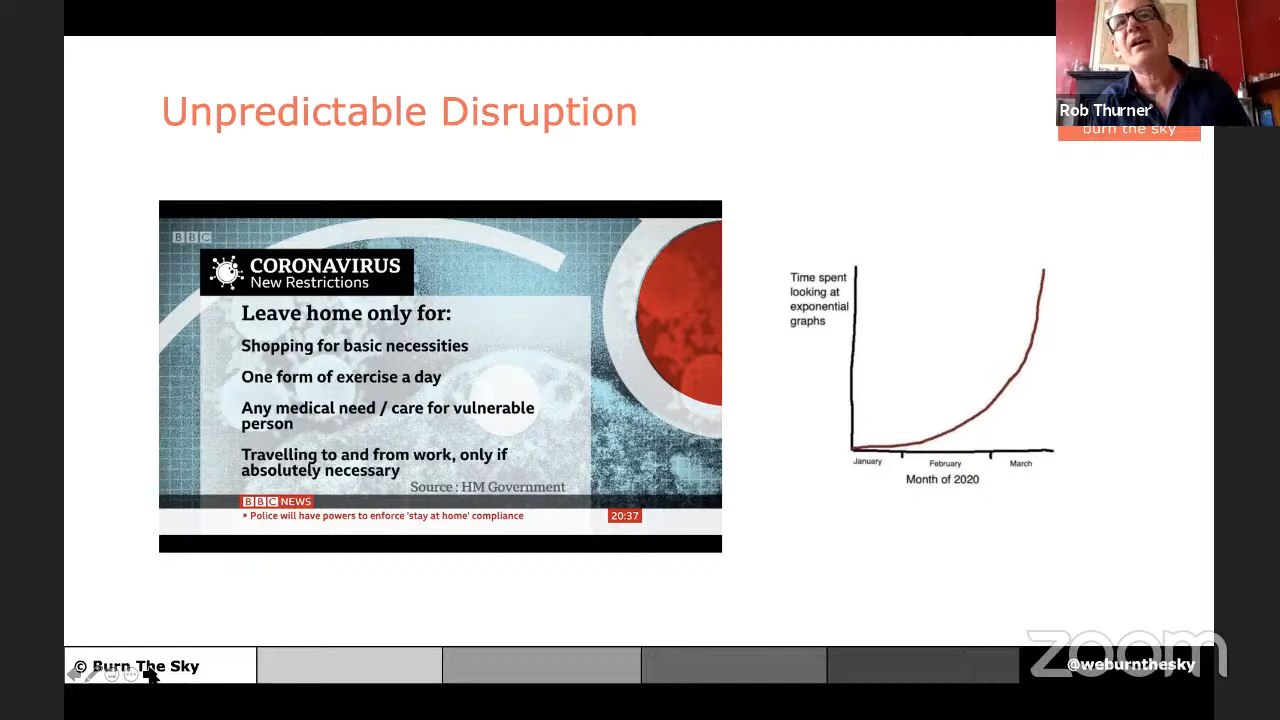 Unpredictable Disruption
Rob Thurner
burn the sky
BBC
CORONAVIRUS
New Restrictions
Leave home only for:
Shopping for basic necessities
One form of exercise a day
Any medical need / care for vulnerable
person
Travelling to and from work, only if
absolutely necessary
Source : HM Government
BBC NEWS
Police will have powers to enforce 'stay at home' compliance
20:37
Time spent
looking at
exponential
graphs
January
February
March
Month of 2020
© Burn The Sky
zoom
@weburnthesky